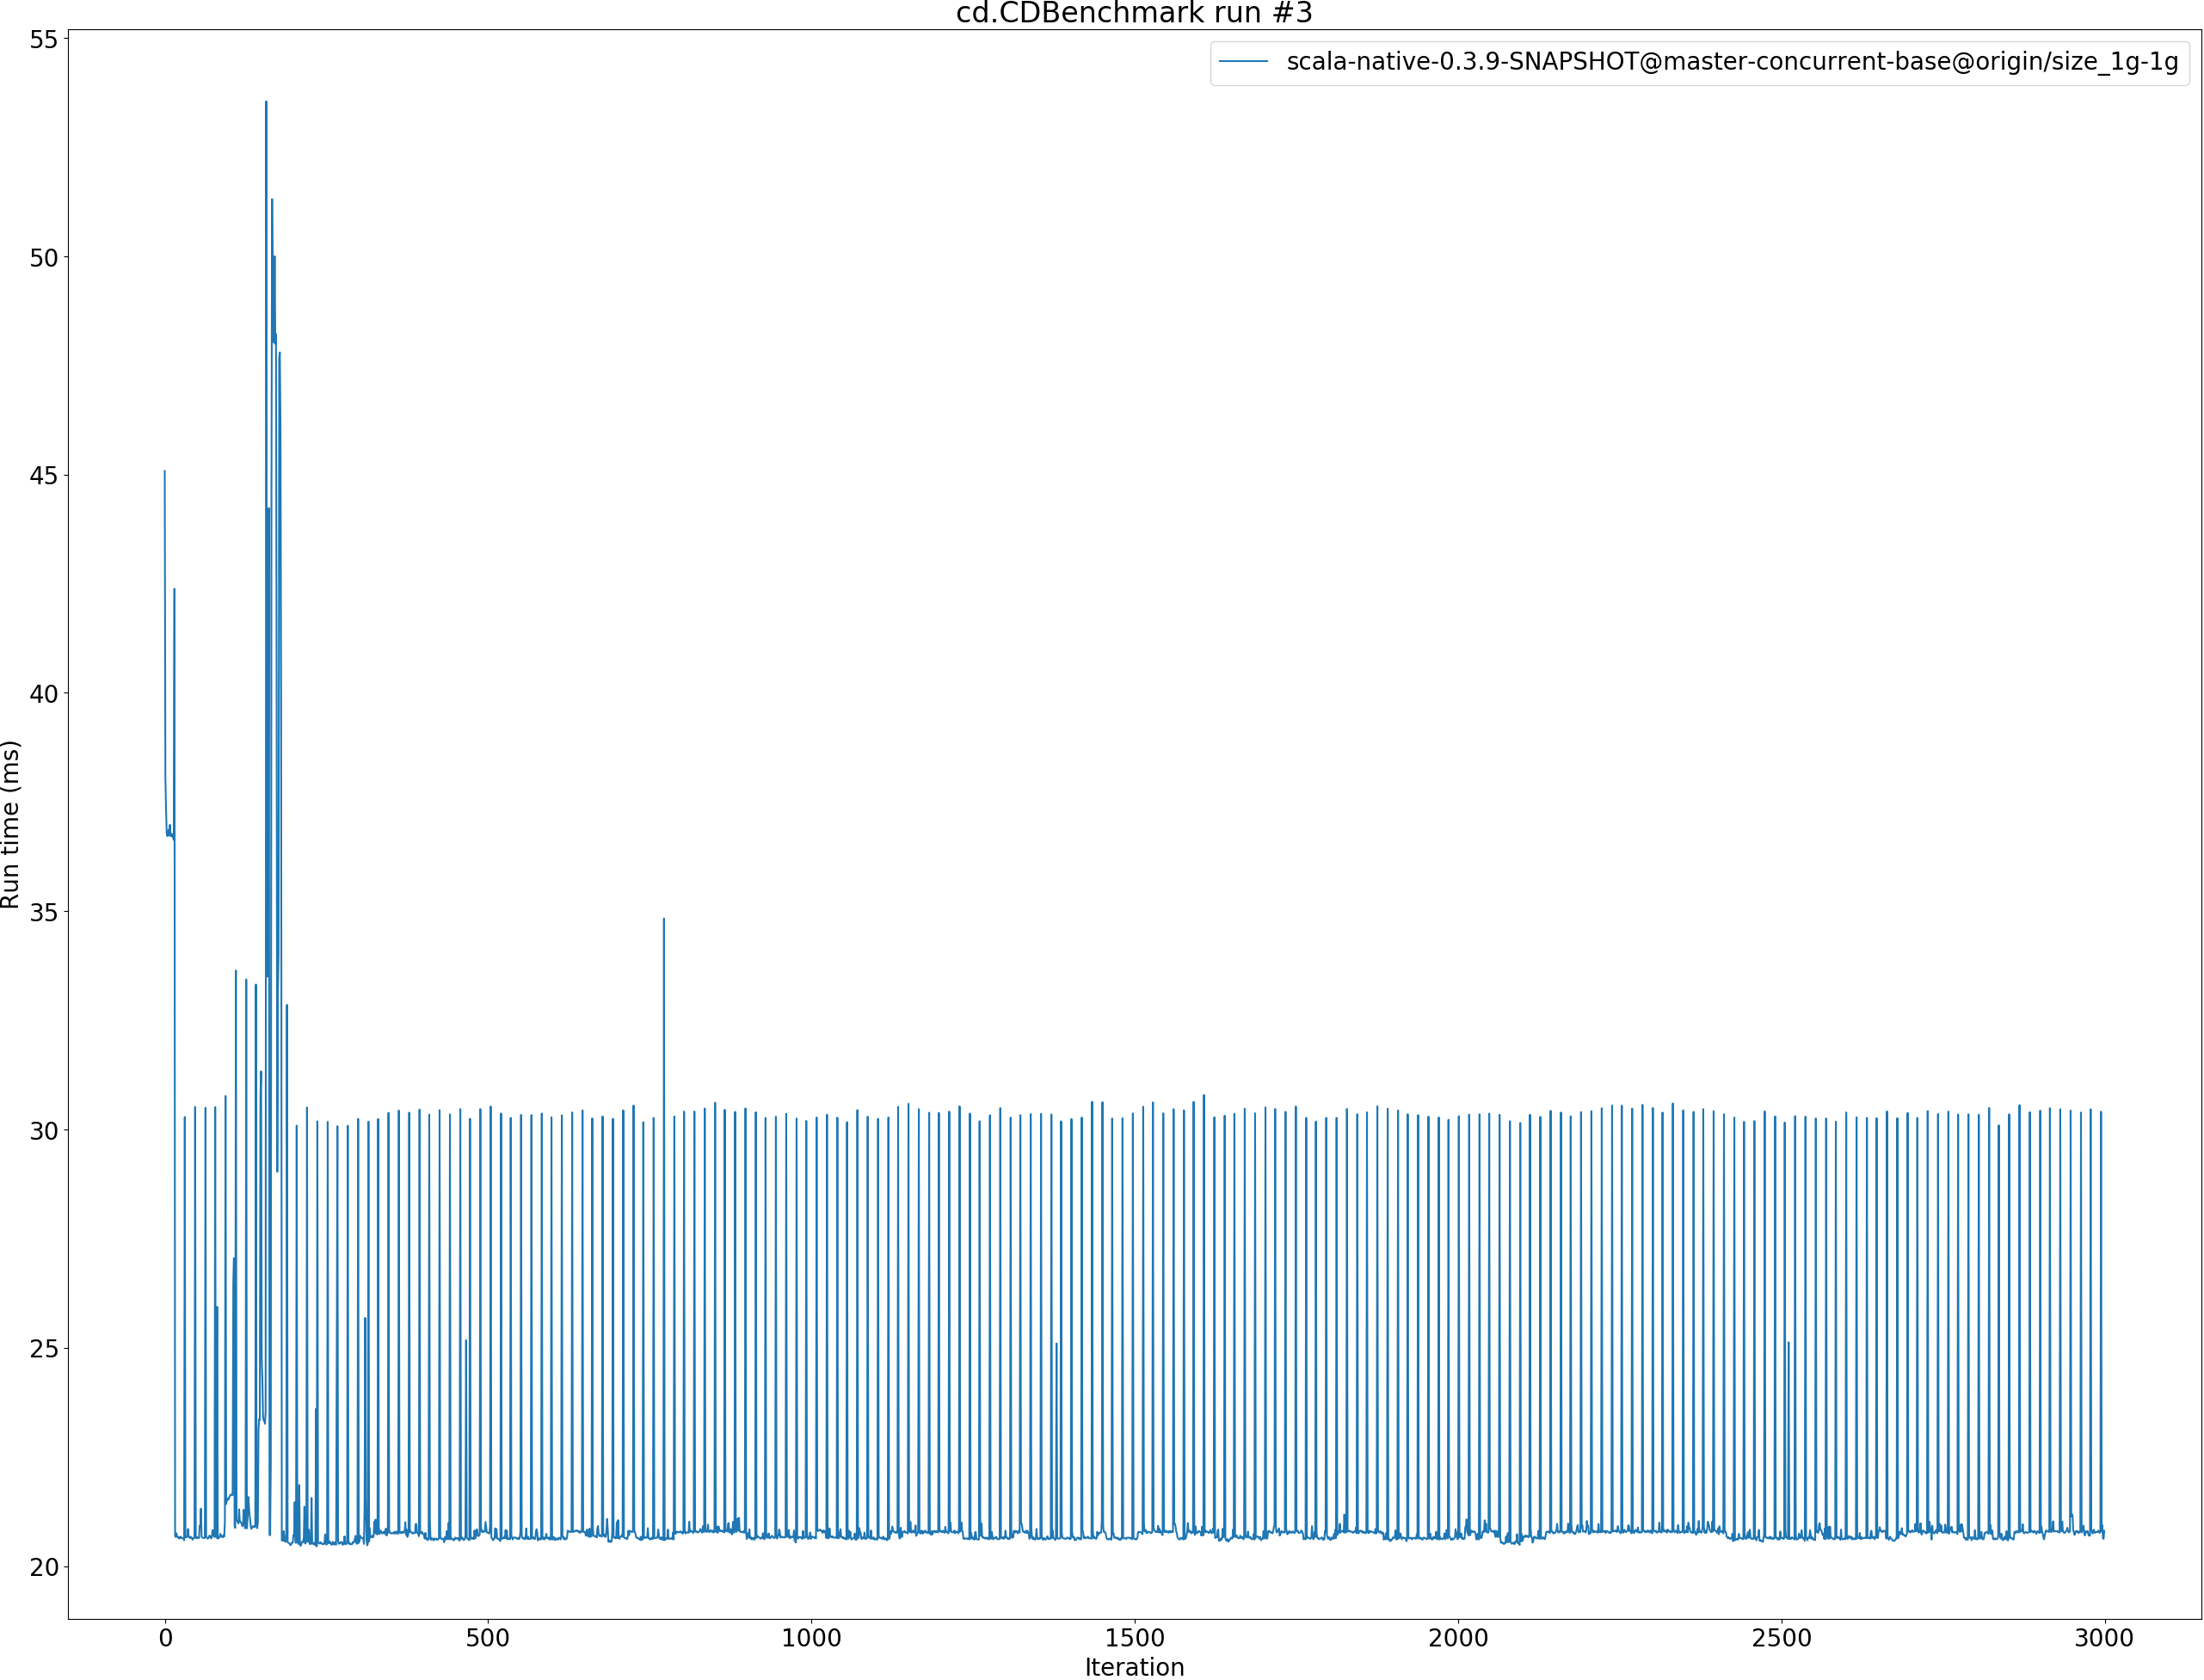 cd.CDBenchmark run #3
scala-native-0.3.9-SNAPSHOT@master-concurrent-base@origin/size_1g-1g
Run time (ms)
55
50
45
40
35
30
25
20
0 500 1000 1500 2000 2500 3000
Iteration